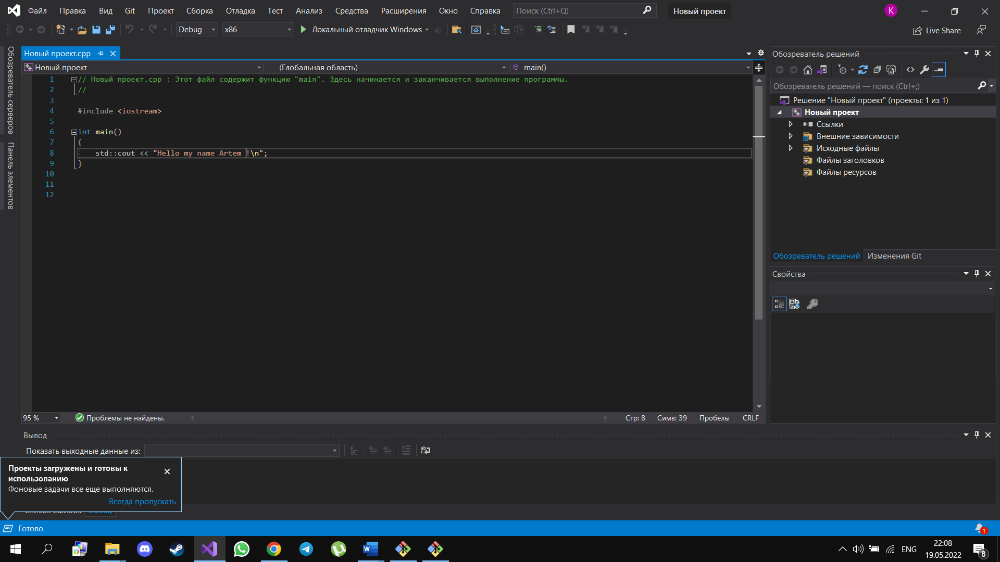 Файл Правка Вид Git Проект Сборка Отладка Тест Анализ Средства Расширения Окно Справка Поиск (Ctrl+Q) Новый проект K
Debug x86 Локальный отладчик Windows Live Share
Обозреватель серверов
Панель элементов
Новый проект.cpp
Новый проект (Глобальная область) main()
1 // Новый проект.cpp : Этот файл содержит функцию "main". Здесь начинается и заканчивается выполнение программы.
2 //
3
4 #include <iostream>
5
6 int main()
7 {
8 std::cout << "Hello my name Artem !\n";
9 }
10
11
12
95 % Проблемы не найдены. Стр: 8 Симв: 39 Пробелы CRLF
Обозреватель решений
Обозреватель решений — поиск (Ctrl+;)
Решение "Новый проект" (проекты: 1 из 1)
Новый проект
Ссылки
Внешние зависимости
Исходные файлы
Файлы заголовков
Файлы ресурсов
Обозреватель решений Изменения Git
Свойства
Вывод
Показать выходные данные из:
Проекты загружены и готовы к
использованию
Фоновые задачи все еще выполняются.
Всегда пропускать
Список ошибок Вывод
Готово 1
ENG 22:08
19.05.2022 8